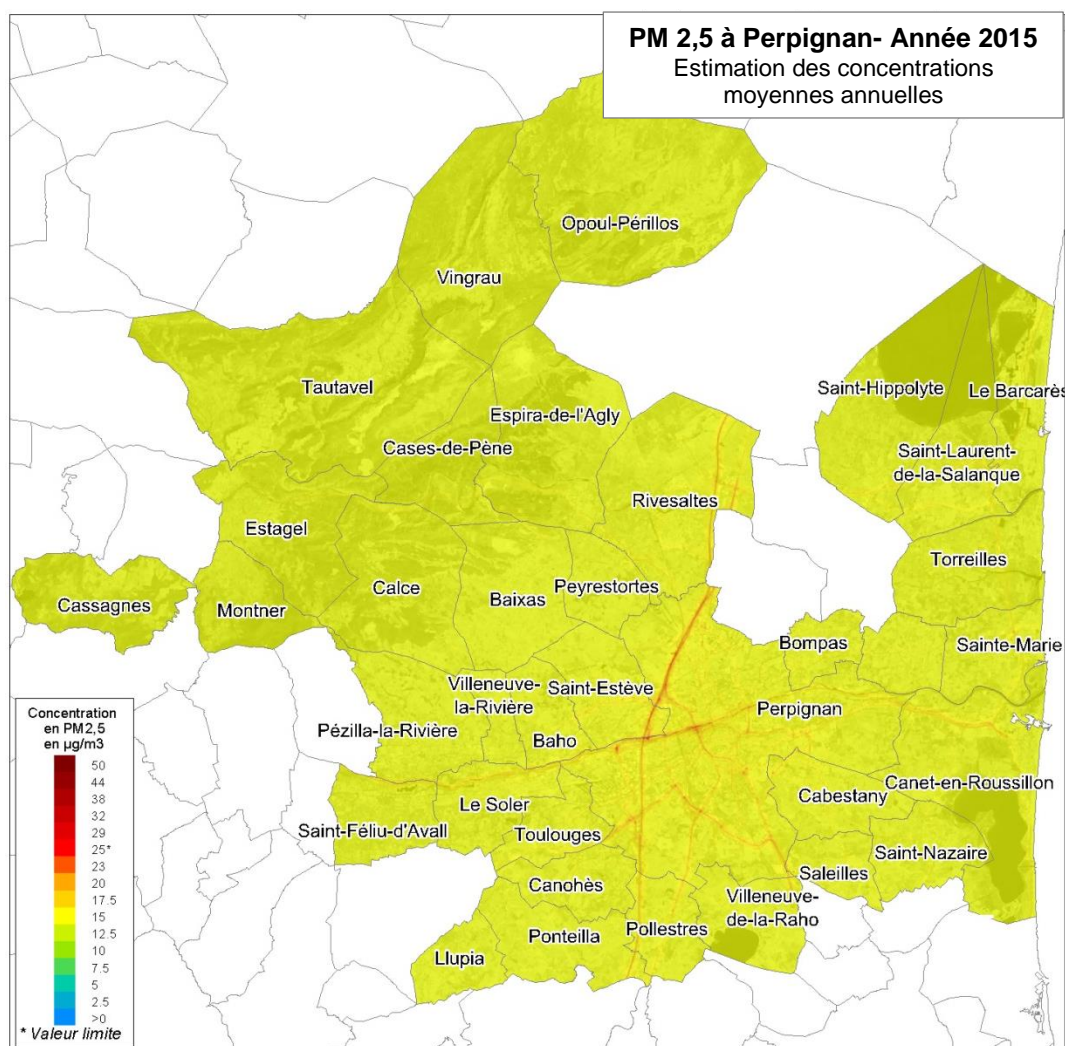 PM 2,5 à Perpignan- Année 2015
Estimation des concentrations
moyennes annuelles
Opoul-Périllos
Vingrau
Tautavel
Saint-Hippolyte
Le Barcarès
Espira-de-l'Agly
Cases-de-Pène
Saint-Laurent-
de-la-Salanque
Rivesaltes
Estagel
Torreilles
Calce
Peyrestortes
Baixas
Cassagnes
Montner
Bompas
Sainte-Marie
Villeneuve-
la-Rivière
Saint-Estève
Perpignan
Pézilla-la-Rivière
Baho
Canet-en-Roussillon
Cabestany
Le Soler
Saint-Féliu-d'Avall
Toulouges
Saint-Nazaire
Saleilles
Canohès
Villeneuve-
de-la-Raho
Pollestres
Ponteilla
Llupia
Concentration
en PM2,5
en µg/m3
50
44
38
32
29
25*
23
20
17.5
15
12.5
10
7.5
5
2.5
>0
* Valeur limite